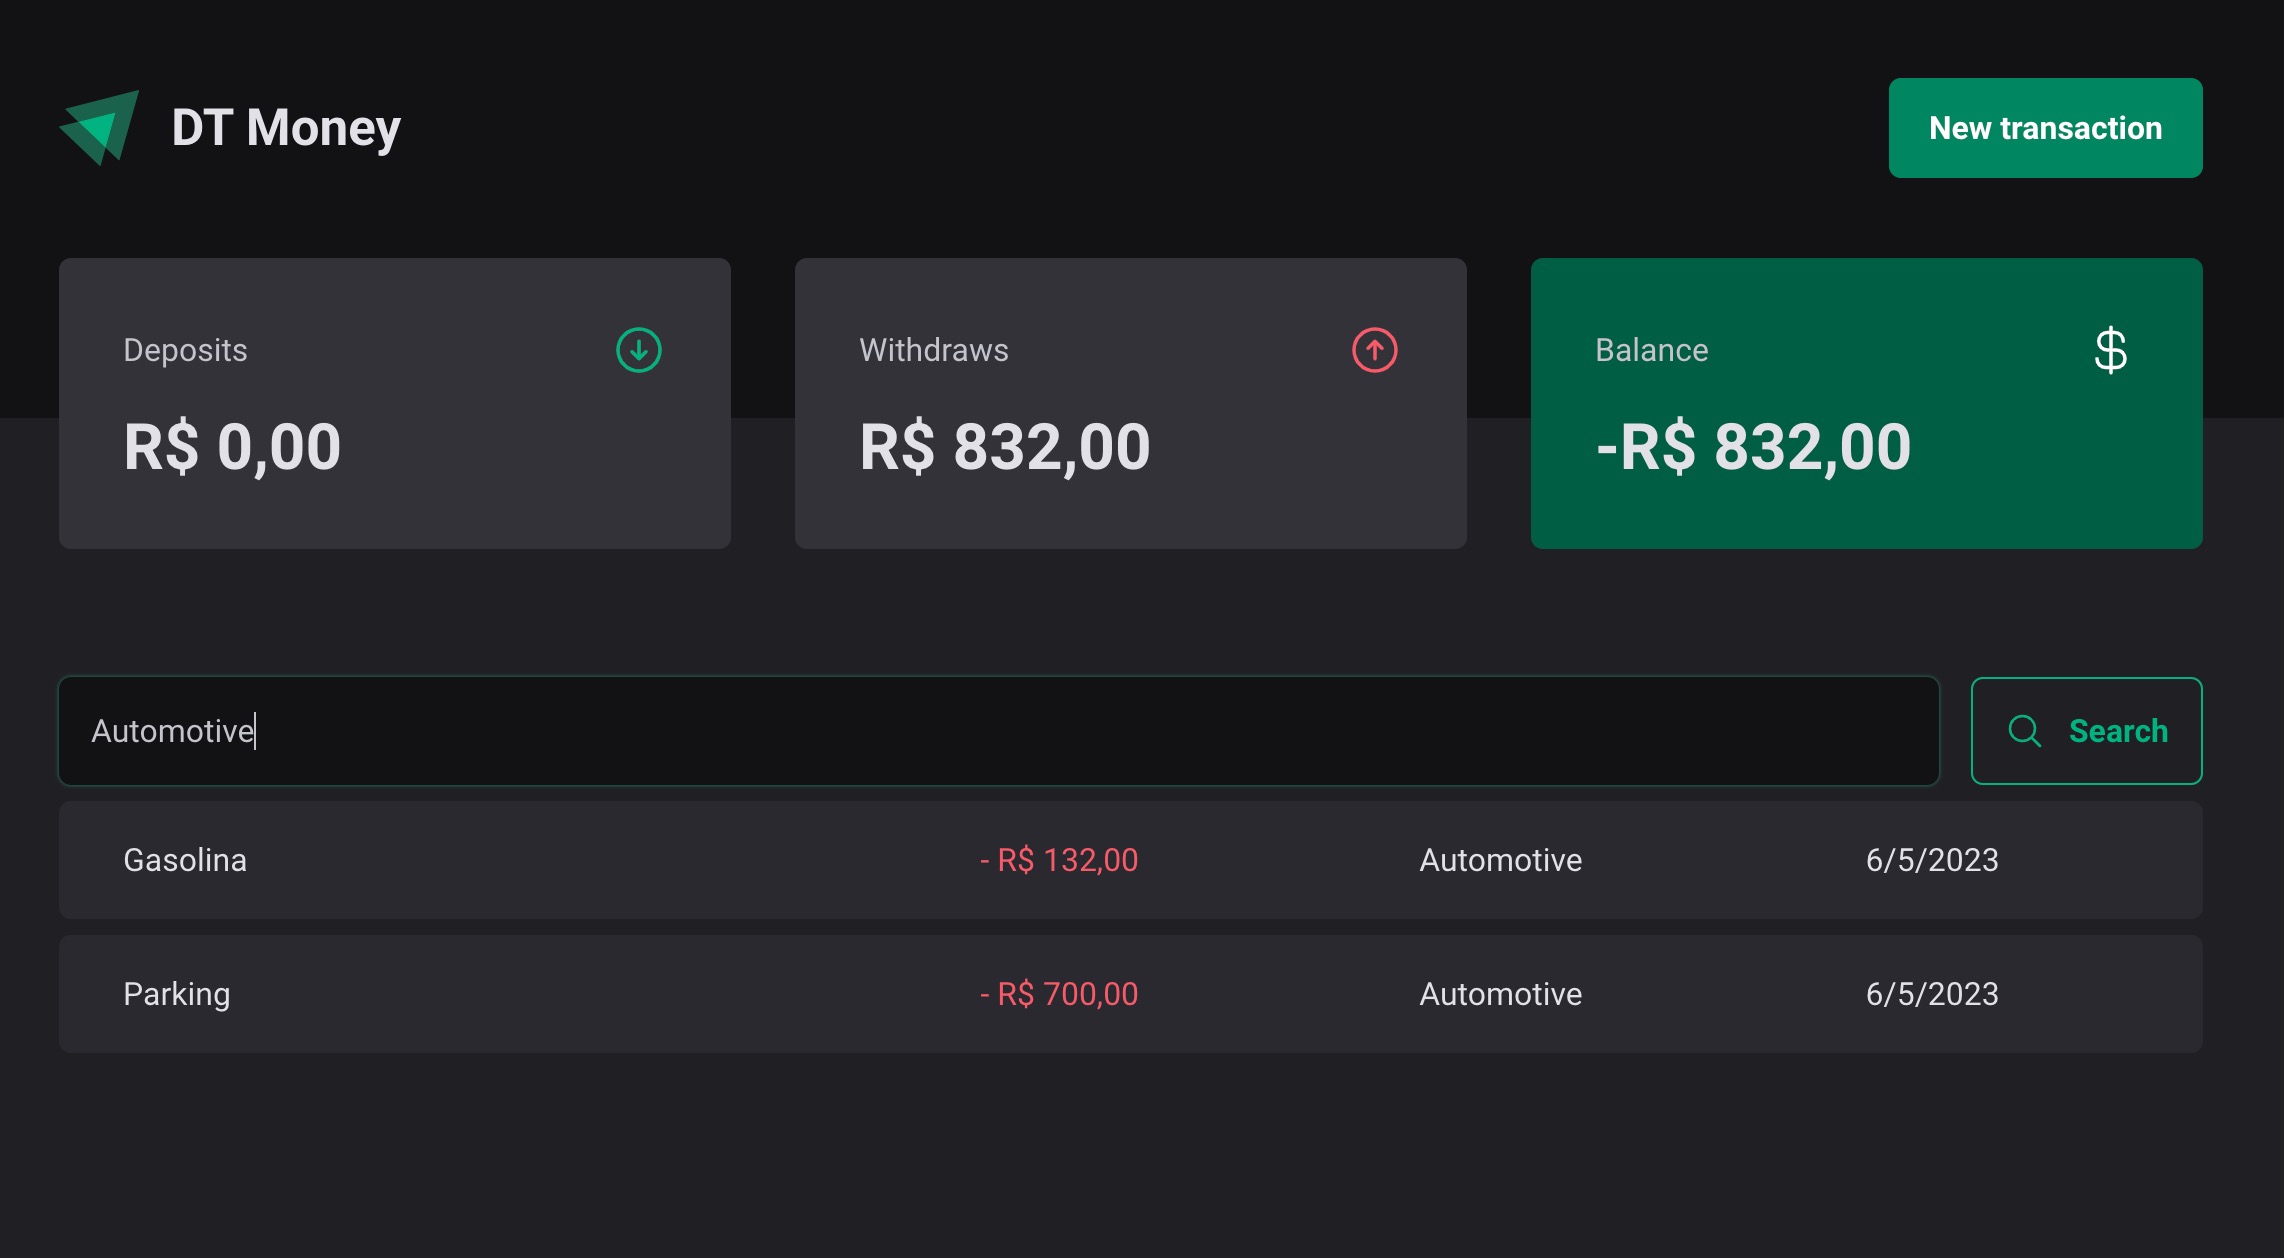 DT Money
New transaction
Deposits
R$ 0,00
Withdraws
R$ 832,00
Balance
$
-R$ 832,00
Automotive
Search
Gasolina - R$ 132,00 Automotive 6/5/2023
Parking - R$ 700,00 Automotive 6/5/2023